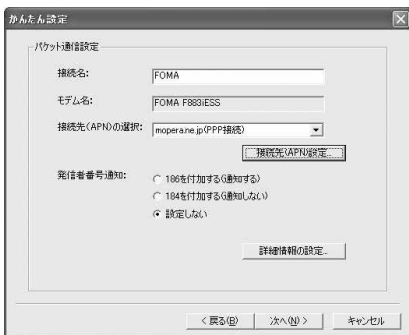 かんたん設定
パケット通信設定
接続名: FOMA
モデム名: FOMA F883iESS
接続先(APN)の選択: mopera.ne.jp(PPP接続)
接続先(APN)設定...
発信者番号通知: 186を付加する(通知する)
184を付加する(通知しない)
設定しない
詳細情報の設定...
< 戻る(B) 次へ(N) > キャンセル